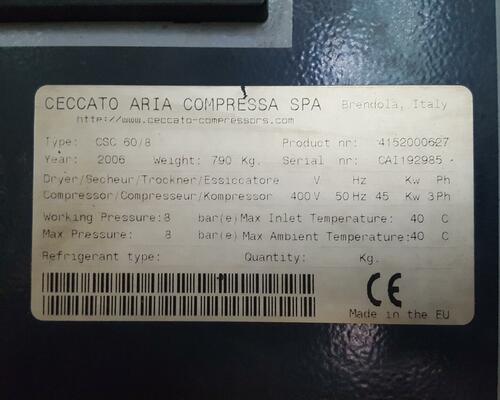 CECCATO ARIA COMPRESSA SPA Brendola, Italy
http://www.ceccato-compressors.com
Type: CSC 60/8 Product nr: 4152000627
Year: 2006 Weight: 790 Kg. Serial nr: CAI192985
Dryer/Secheur/Trockner/Essiccatore V Hz Kw Ph
Compressor/Compresseur/Kompressor 400 V 50 Hz 45 Kw 3 Ph
Working Pressure: 8 bar(e) Max Inlet Temperature: 40 C
Max Pressure: 8 bar(e) Max Ambient Temperature: 40 C
Refrigerant type: Quantity: Kg.
CE
Made in the EU